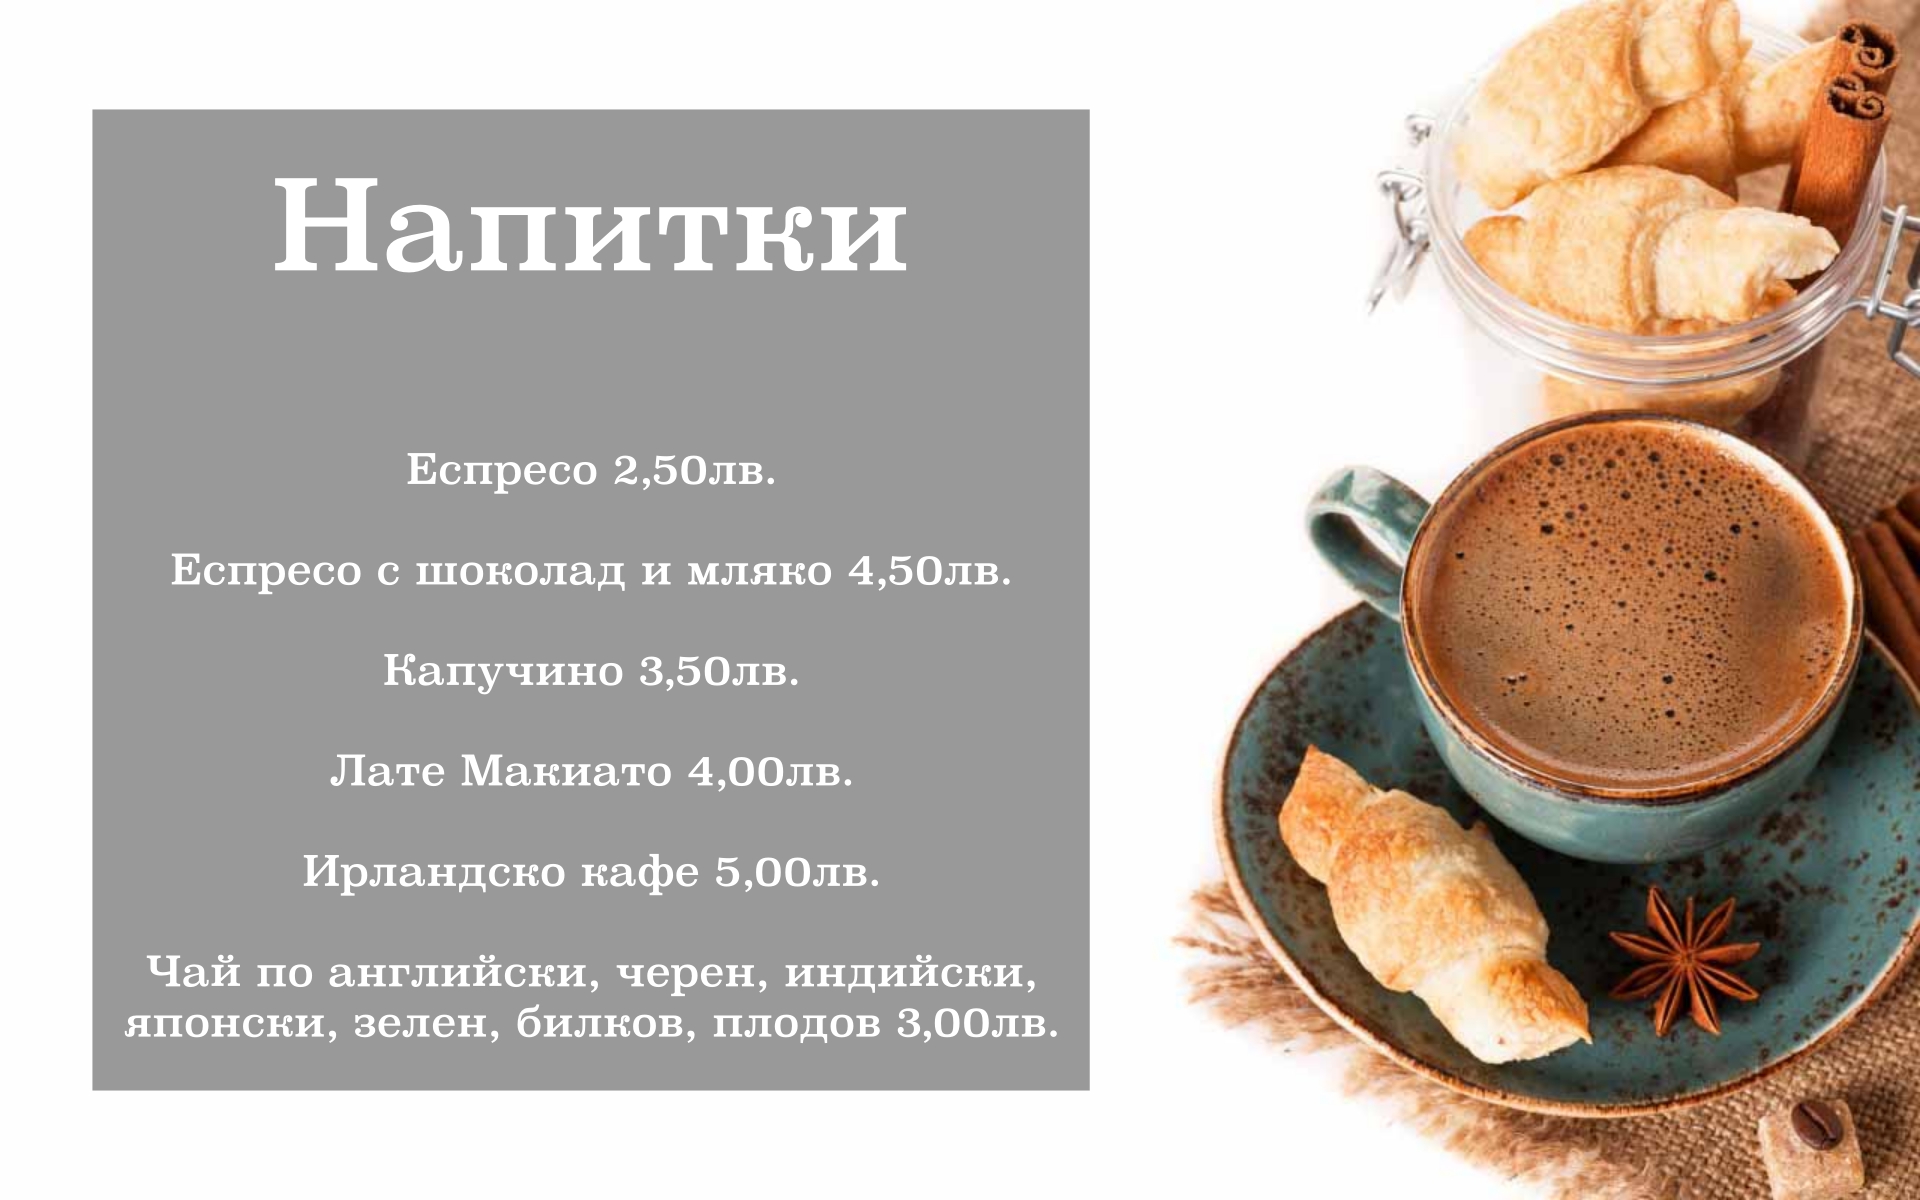 Напитки
Еспресо 2,50лв.
Еспресо с шоколад и мляко 4,50лв.
Капучино 3,50лв.
Лате Макиато 4,00лв.
Ирландско кафе 5,00лв.
Чай по английски, черен, индийски,
японски, зелен, билков, плодов 3,00лв.